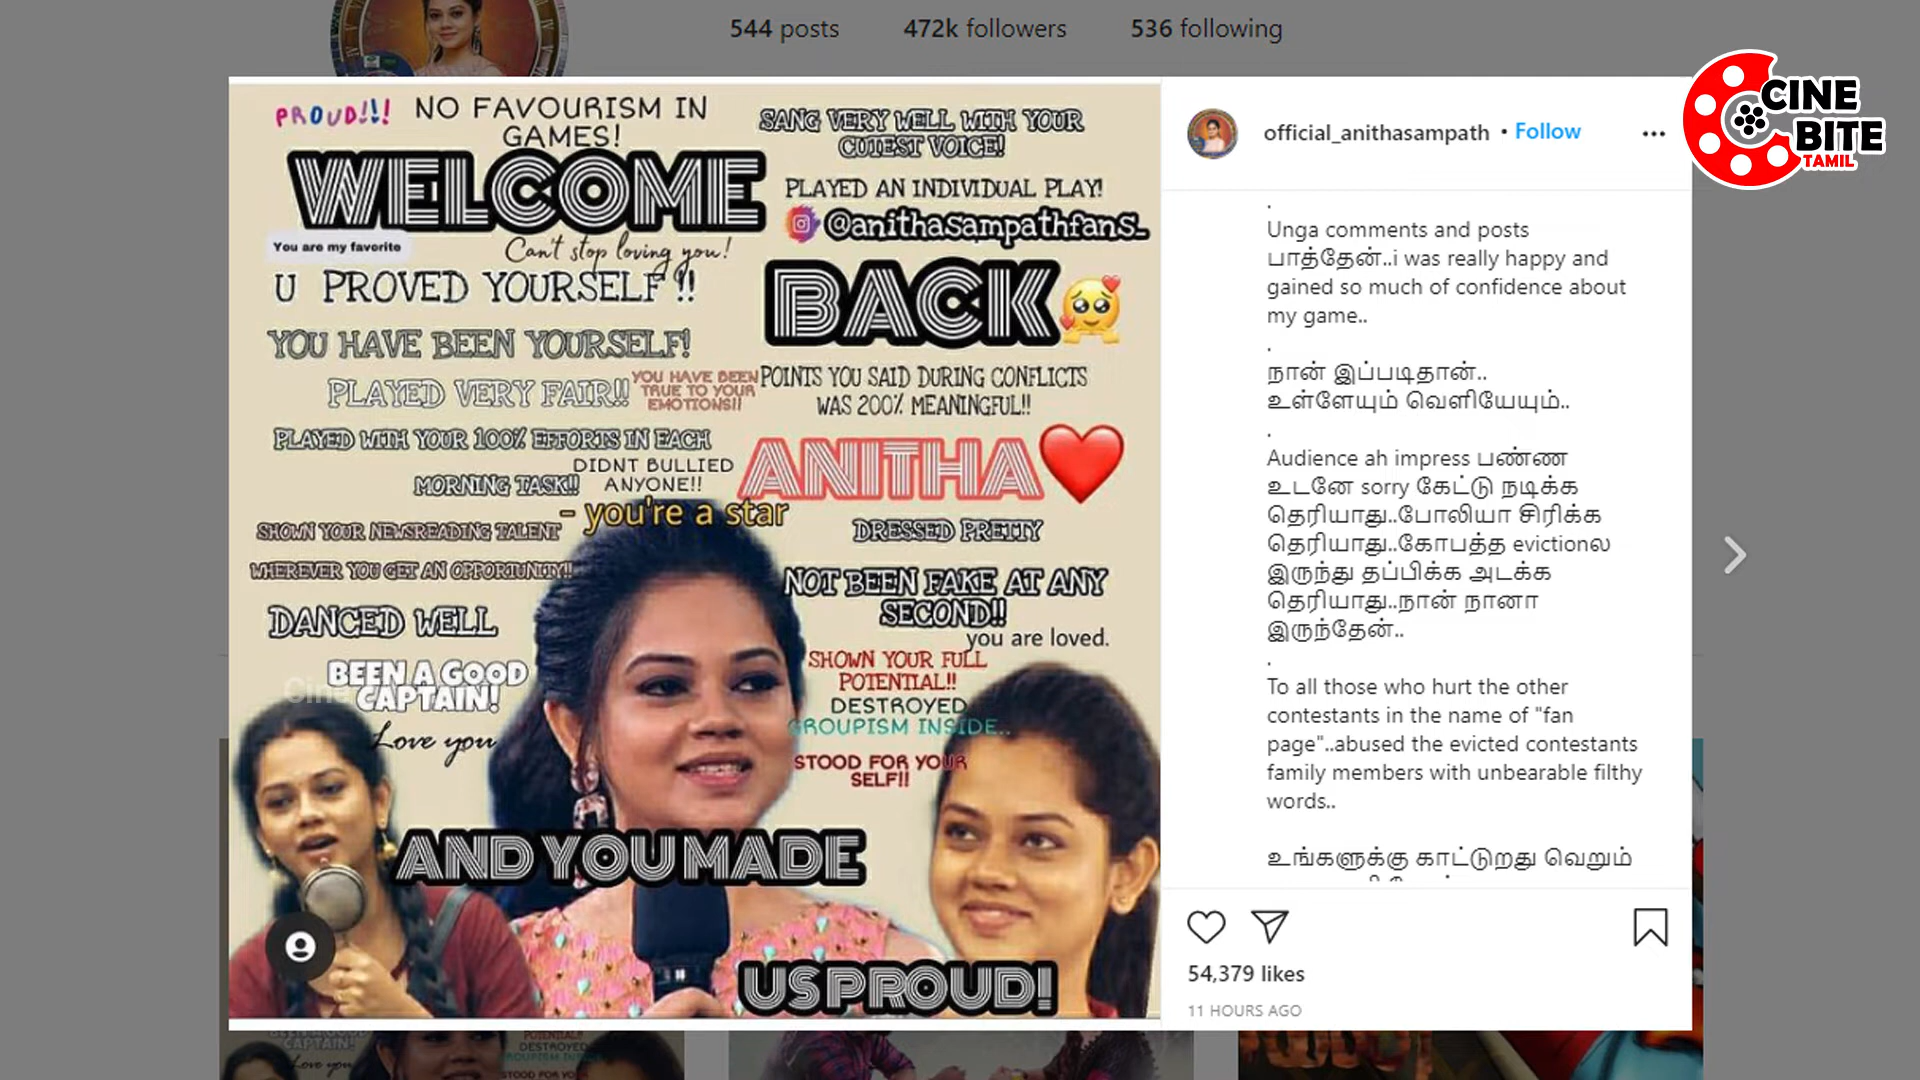 544 posts 472k followers 536 following
CINE
BITE
TAMIL
PROUD!!! NO FAVOURISM IN
GAMES!
WELCOME
You are my favorite
Can't stop loving you!
U PROVED YOURSELF !!
YOU HAVE BEEN YOURSELF!
PLAYED VERY FAIR!!
YOU HAVE BEEN
TRUE TO YOUR
EMOTIONS!!
PLAYED WITH YOUR 100% EFFORTS IN EACH
MORNING TASK!!
DIDNT BULLIED
ANYONE!!
- you're a star
SHOWN YOUR NEWSREADING TALENT
WHEREVER YOU GET AN OPPORTUNITY!!
DANCED WELL
BEEN A GOOD
CAPTAIN!
Love you
SANG VERY WELL WITH YOUR
CUTEST VOICE!
PLAYED AN INDIVIDUAL PLAY!
@anithasampathfans_
BACK
POINTS YOU SAID DURING CONFLICTS
WAS 200% MEANINGFUL!!
ANITHA
DRESSED PRETTY
NOT BEEN FAKE AT ANY
SECOND!!
you are loved.
SHOWN YOUR FULL
POTENTIAL!!
DESTROYED
GROUPISM INSIDE..
STOOD FOR YOUR
SELF!!
AND YOU MADE
US PROUD!
official_anithasampath • Follow
.
Unga comments and posts
பாத்தேன்..i was really happy and
gained so much of confidence about
my game..
.
நான் இப்படிதான்..
உள்ளேயும் வெளியேயும்..
.
Audience ah impress பண்ண
உடனே sorry கேட்டு நடிக்க
தெரியாது..போலியா சிரிக்க
தெரியாது..கோபத்த evictionல
இருந்து தப்பிக்க அடக்க
தெரியாது..நான் நானா
இருந்தேன்..
.
To all those who hurt the other
contestants in the name of "fan
page"..abused the evicted contestants
family members with unbearable filthy
words..
உங்களுக்கு காட்டுறது வெறும்
54,379 likes
11 HOURS AGO